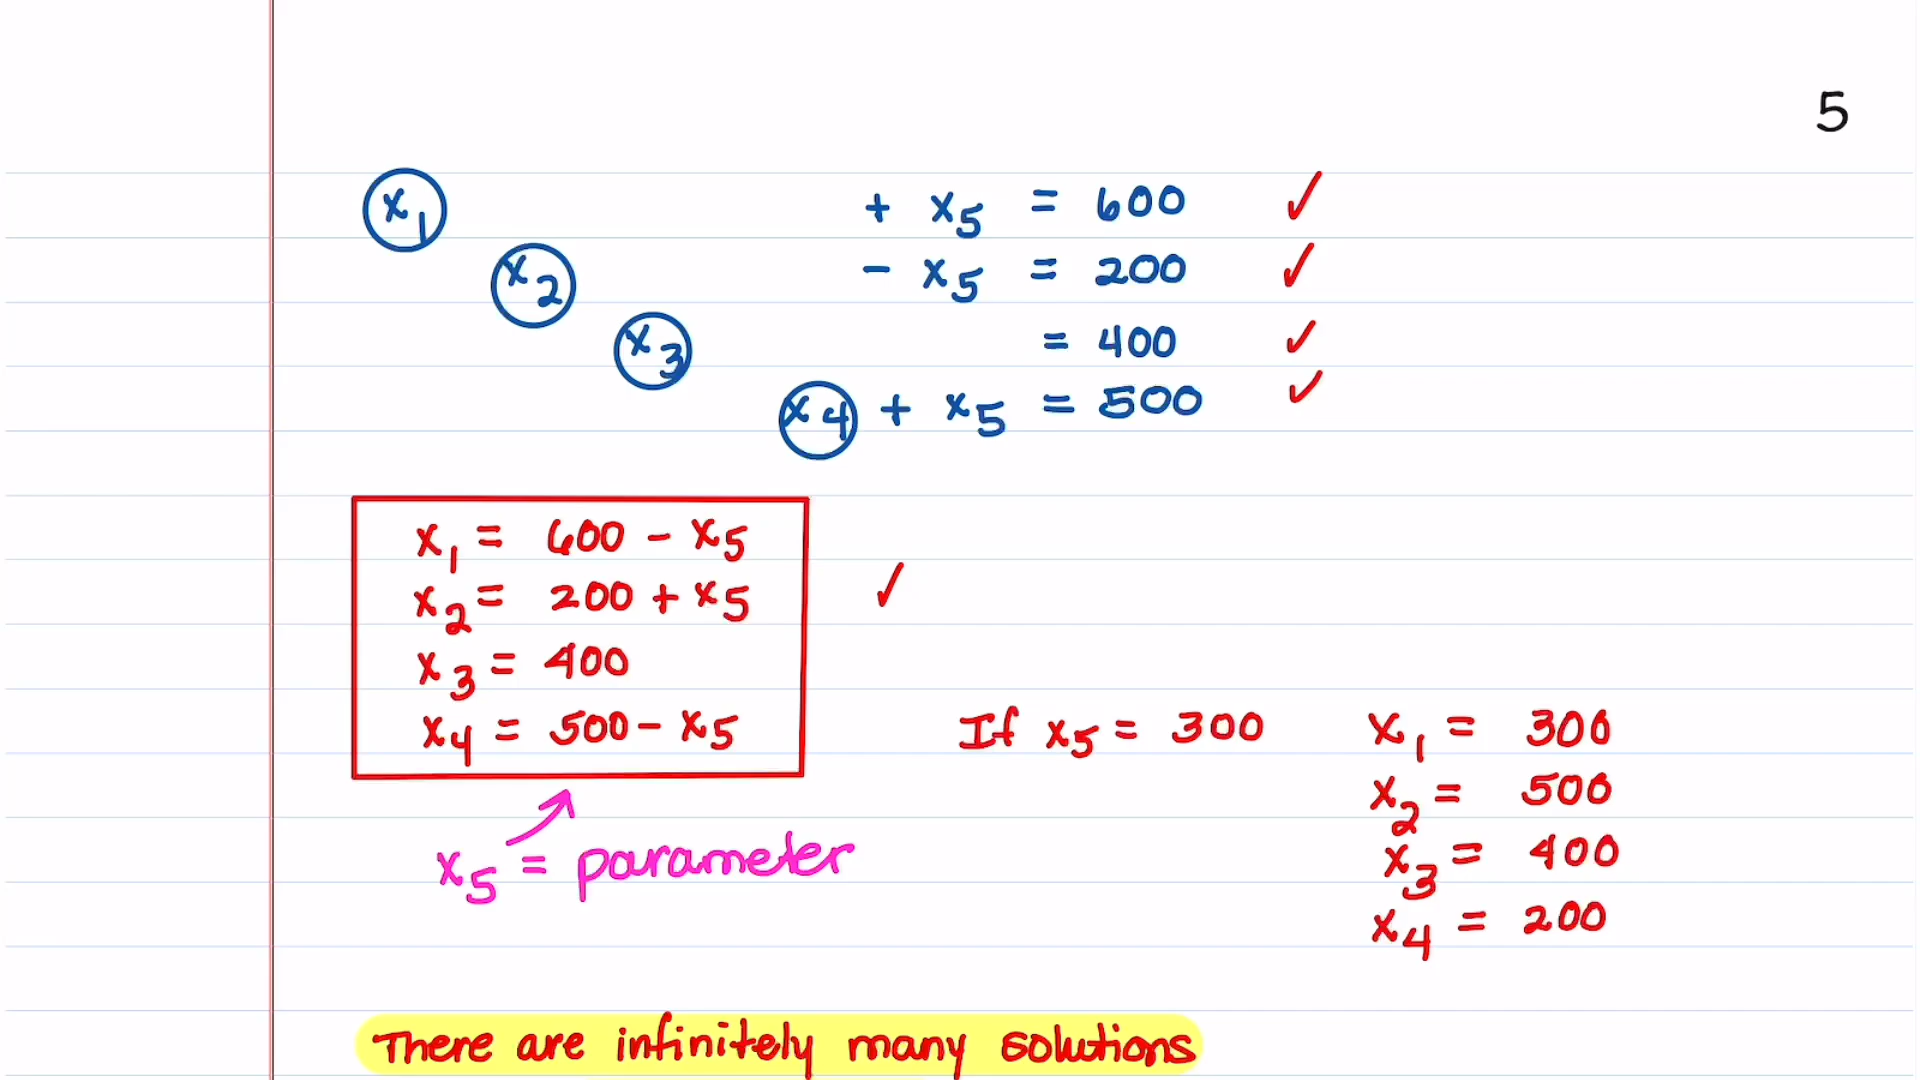 5
x₁ + x₅ = 600 ✓
x₂ - x₅ = 200 ✓
x₃ = 400 ✓
x₄ + x₅ = 500 ✓
x₁ = 600 - x₅
x₂ = 200 + x₅ ✓
x₃ = 400
x₄ = 500 - x₅
If x₅ = 300 x₁ = 300
x₂ = 500
x₃ = 400
x₄ = 200
x₅ = parameter
There are infinitely many solutions